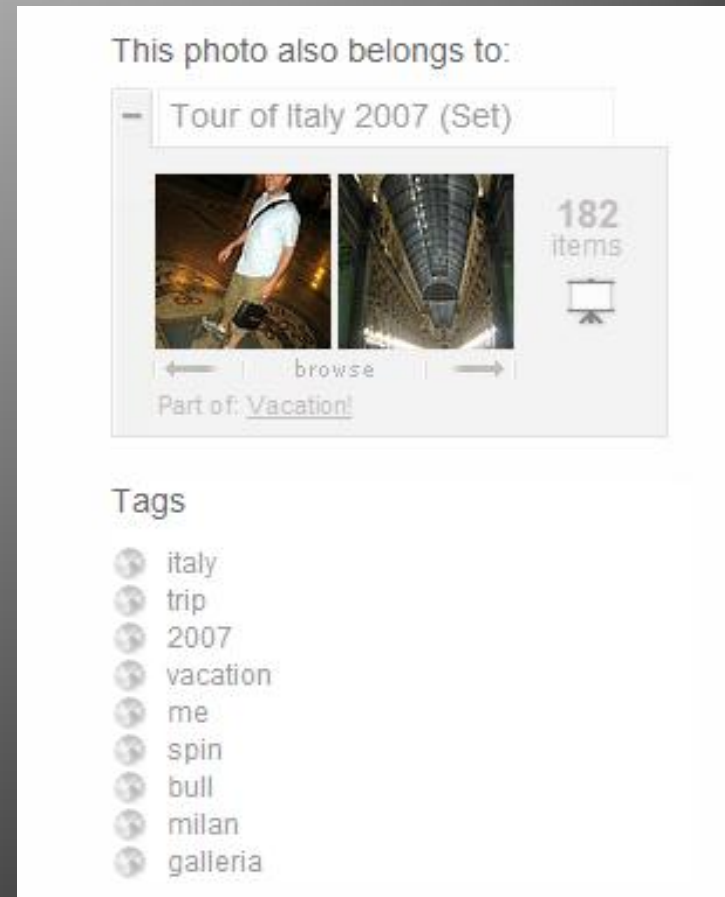 This photo also belongs to:
Tour of Italy 2007 (Set)
182
items
browse
Part of: Vacation!
Tags
italy
trip
2007
vacation
me
spin
bull
milan
galleria